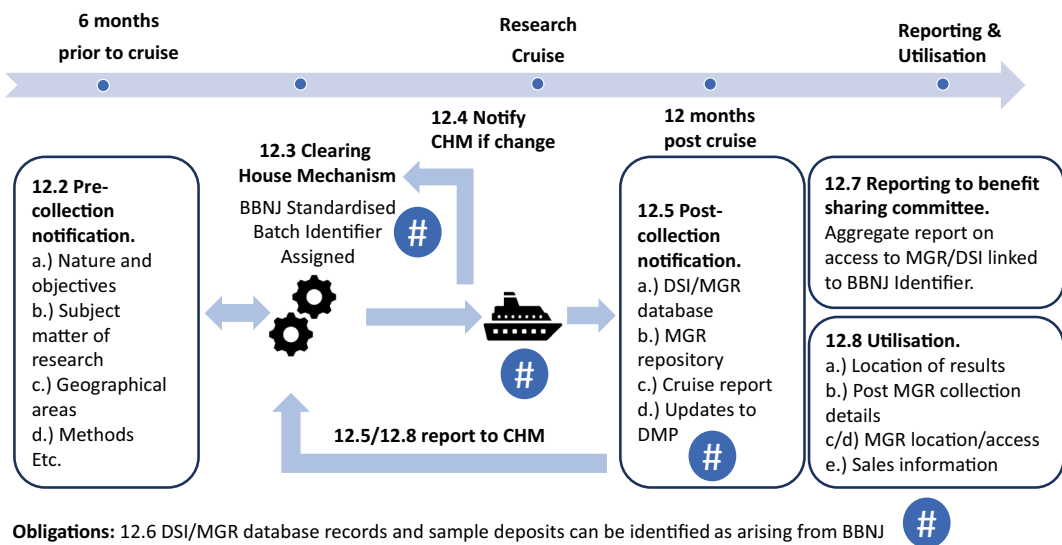 6 months
prior to cruise
Research
Cruise
Reporting &
Utilisation
12.4 Notify
CHM if change
12 months
post cruise
12.3 Clearing
House Mechanism
BBNJ Standardised
Batch Identifier
Assigned
#
12.2 Pre-
collection
notification.
a.) Nature and
objectives
b.) Subject
matter of
research
c.) Geographical
areas
d.) Methods
Etc.
#
12.5/12.8 report to CHM
12.5 Post-
collection
notification.
a.) DSI/MGR
database
b.) MGR
repository
c.) Cruise report
d.) Updates to
DMP
#
12.7 Reporting to benefit
sharing committee.
Aggregate report on
access to MGR/DSI linked
to BBNJ Identifier.
12.8 Utilisation.
a.) Location of results
b.) Post MGR collection
details
c/d) MGR location/access
e.) Sales information
Obligations: 12.6 DSI/MGR database records and sample deposits can be identified as arising from BBNJ
#